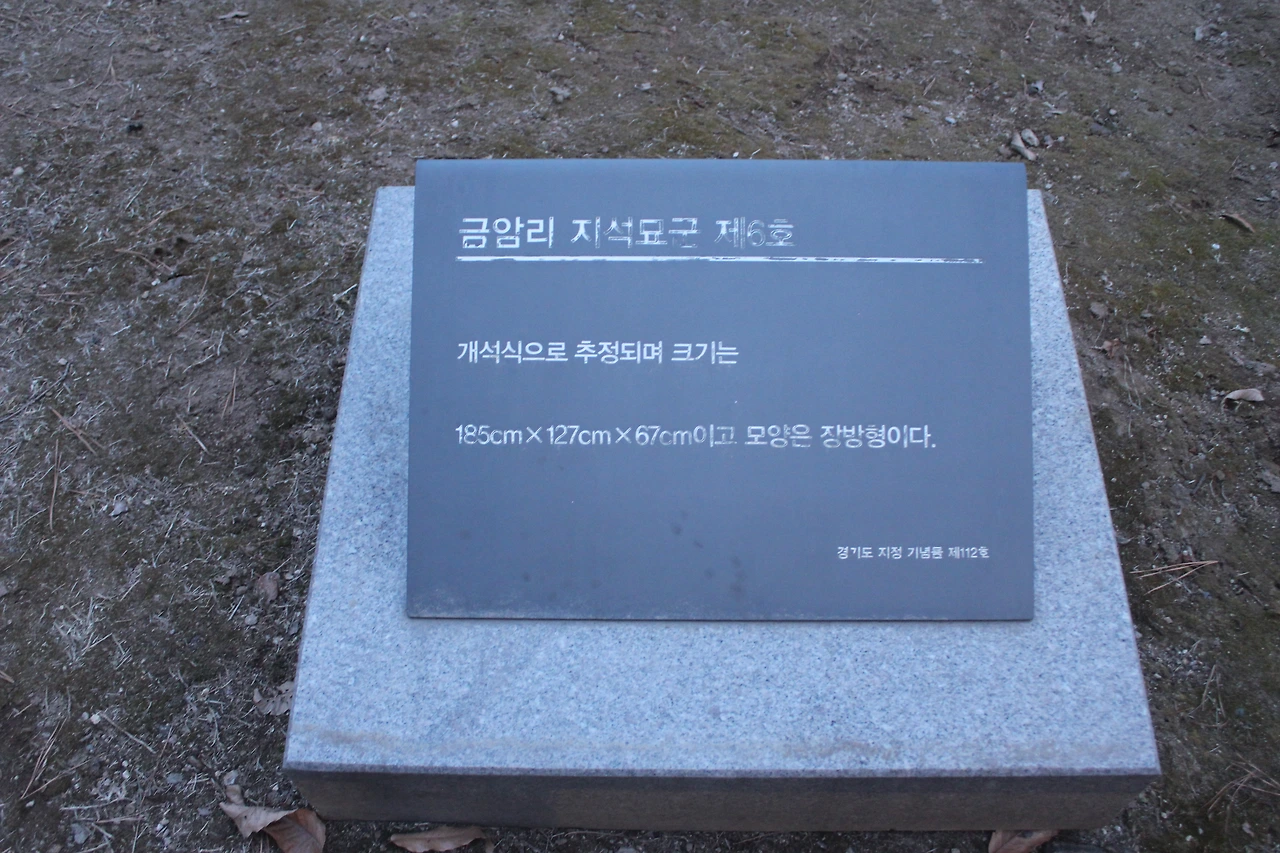 금암리 지석묘군 제6호
개석식으로 추정되며 크기는
185cm×127cm×67cm이고 모양은 장방형이다.
경기도 지정 기념물 제112호